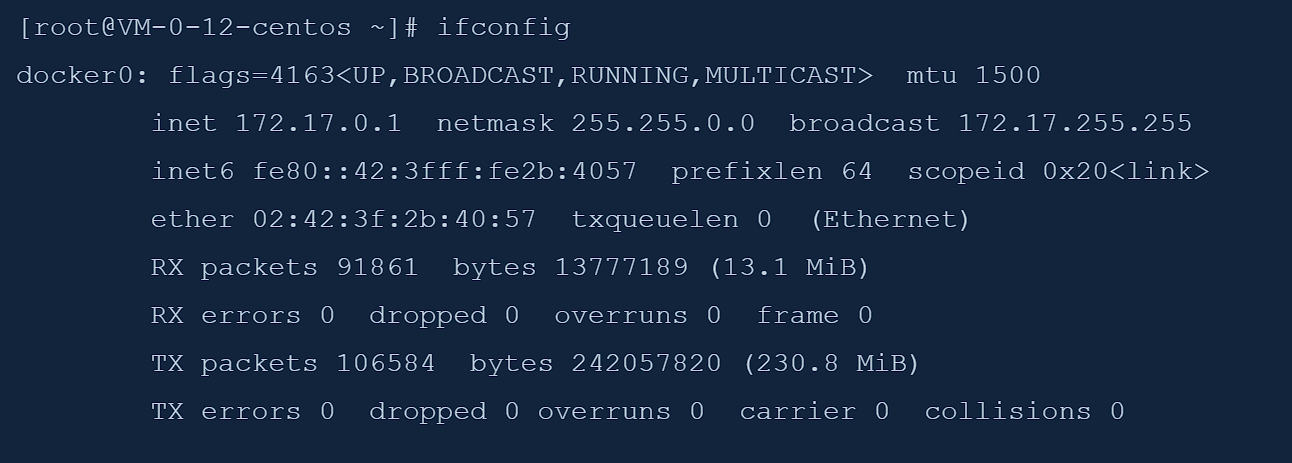 [root@VM-0-12-centos ~]# ifconfig
docker0: flags=4163<UP,BROADCAST,RUNNING,MULTICAST>  mtu 1500
        inet 172.17.0.1  netmask 255.255.0.0  broadcast 172.17.255.255
        inet6 fe80::42:3fff:fe2b:4057  prefixlen 64  scopeid 0x20<link>
        ether 02:42:3f:2b:40:57  txqueuelen 0  (Ethernet)
        RX packets 91861  bytes 13777189 (13.1 MiB)
        RX errors 0  dropped 0  overruns 0  frame 0
        TX packets 106584  bytes 242057820 (230.8 MiB)
        TX errors 0  dropped 0 overruns 0  carrier 0  collisions 0